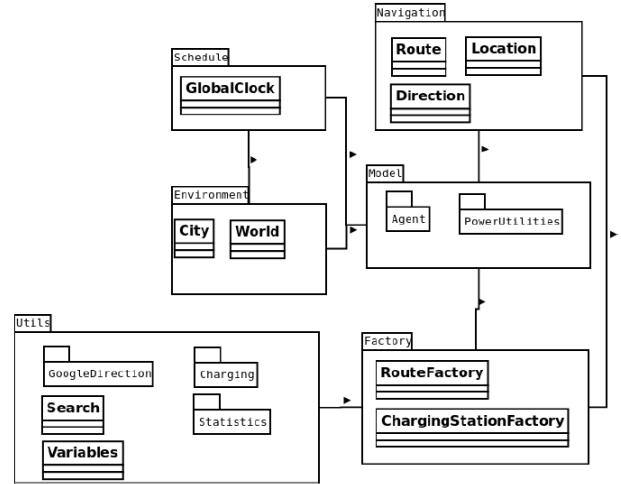 Navigation
Route
Location
Direction
Schedule
GlobalClock
Model
Agent
PowerUtilities
Environment
City
World
Utils
GoogleDirection
Charging
Search
Statistics
Variables
Factory
RouteFactory
ChargingStationFactory